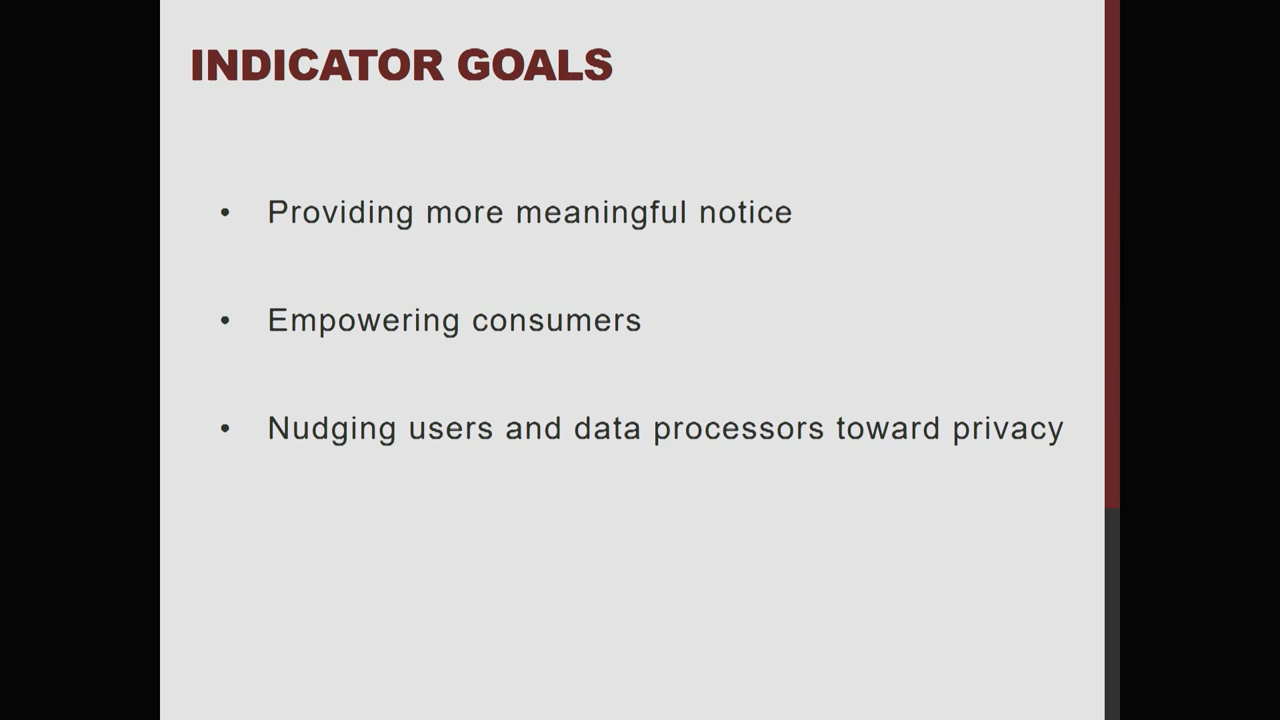 INDICATOR GOALS
• Providing more meaningful notice
• Empowering consumers
• Nudging users and data processors toward privacy